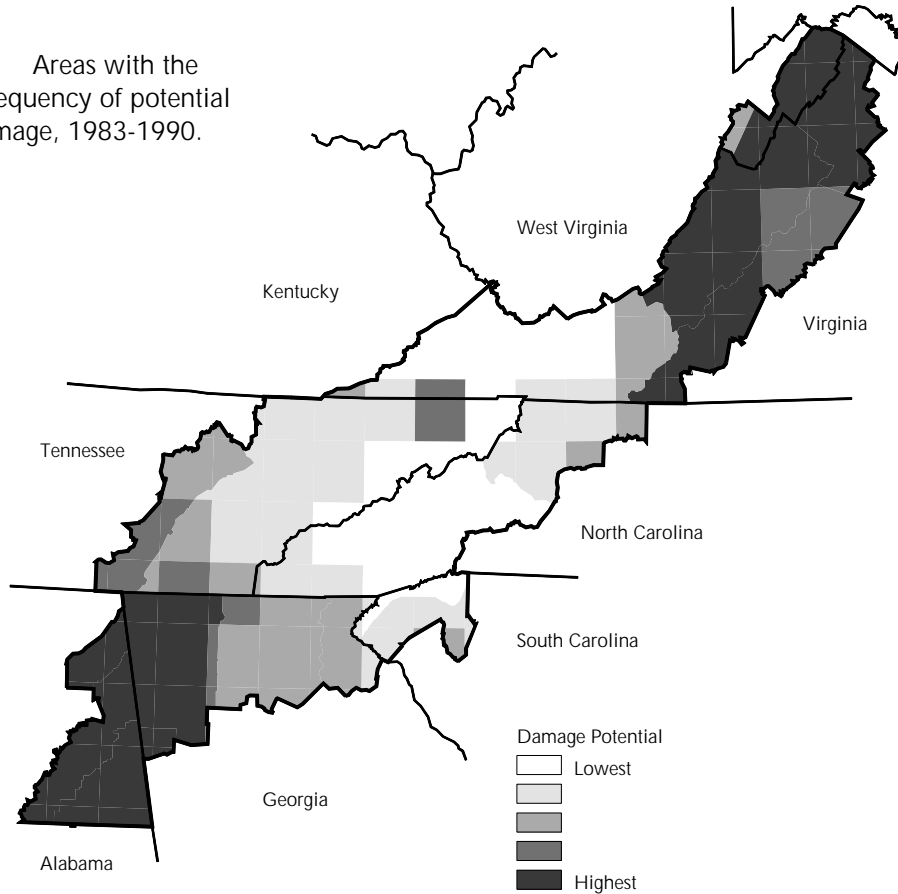 Areas with the
equency of potential
mage, 1983-1990.
West Virginia
Kentucky
Virginia
Tennessee
North Carolina
South Carolina
Damage Potential
Lowest
Georgia
Alabama
Highest